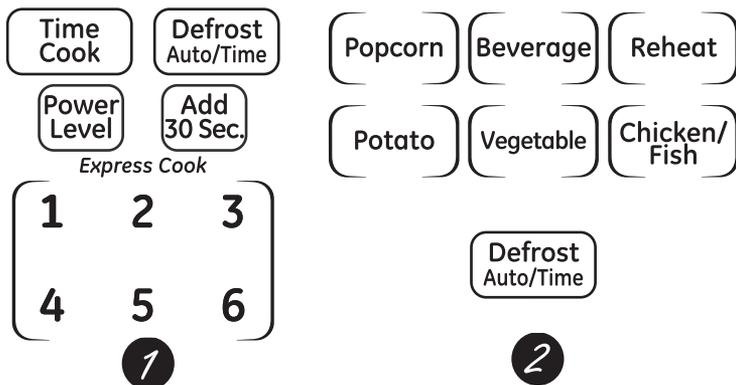 Time
Cook
Defrost
Auto/Time
Power
Level
Add
30 Sec.
Express Cook
1 2 3
4 5 6
1
Popcorn
Beverage
Reheat
Potato
Vegetable
Chicken/
Fish
Defrost
Auto/Time
2